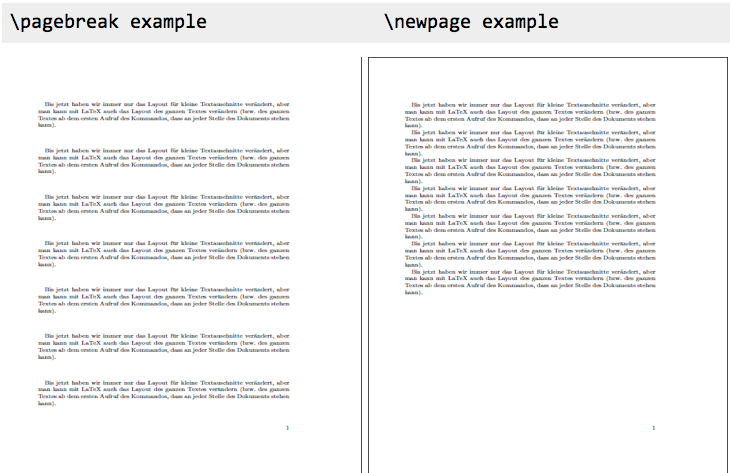 \pagebreak example
\newpage example
Bis jetzt haben wir immer nur das Layout für kleine Textauschnitte verändert, aber
man kann mit LaTeX auch das Layout des ganzen Textes verändern (bzw. des ganzen
Textes ab dem ersten Aufruf des Kommandos, dass an jeder Stelle des Dokuments stehen
kann).
Bis jetzt haben wir immer nur das Layout für kleine Textauschnitte verändert, aber
man kann mit LaTeX auch das Layout des ganzen Textes verändern (bzw. des ganzen
Textes ab dem ersten Aufruf des Kommandos, dass an jeder Stelle des Dokuments stehen
kann).
Bis jetzt haben wir immer nur das Layout für kleine Textauschnitte verändert, aber
man kann mit LaTeX auch das Layout des ganzen Textes verändern (bzw. des ganzen
Textes ab dem ersten Aufruf des Kommandos, dass an jeder Stelle des Dokuments stehen
kann).
Bis jetzt haben wir immer nur das Layout für kleine Textauschnitte verändert, aber
man kann mit LaTeX auch das Layout des ganzen Textes verändern (bzw. des ganzen
Textes ab dem ersten Aufruf des Kommandos, dass an jeder Stelle des Dokuments stehen
kann).
Bis jetzt haben wir immer nur das Layout für kleine Textauschnitte verändert, aber
man kann mit LaTeX auch das Layout des ganzen Textes verändern (bzw. des ganzen
Textes ab dem ersten Aufruf des Kommandos, dass an jeder Stelle des Dokuments stehen
kann).
Bis jetzt haben wir immer nur das Layout für kleine Textauschnitte verändert, aber
man kann mit LaTeX auch das Layout des ganzen Textes verändern (bzw. des ganzen
Textes ab dem ersten Aufruf des Kommandos, dass an jeder Stelle des Dokuments stehen
kann).
Bis jetzt haben wir immer nur das Layout für kleine Textauschnitte verändert, aber
man kann mit LaTeX auch das Layout des ganzen Textes verändern (bzw. des ganzen
Textes ab dem ersten Aufruf des Kommandos, dass an jeder Stelle des Dokuments stehen
kann).
1
Bis jetzt haben wir immer nur das Layout für kleine Textauschnitte verändert, aber
man kann mit LaTeX auch das Layout des ganzen Textes verändern (bzw. des ganzen
Textes ab dem ersten Aufruf des Kommandos, dass an jeder Stelle des Dokuments stehen
kann).
Bis jetzt haben wir immer nur das Layout für kleine Textauschnitte verändert, aber
man kann mit LaTeX auch das Layout des ganzen Textes verändern (bzw. des ganzen
Textes ab dem ersten Aufruf des Kommandos, dass an jeder Stelle des Dokuments stehen
kann).
Bis jetzt haben wir immer nur das Layout für kleine Textauschnitte verändert, aber
man kann mit LaTeX auch das Layout des ganzen Textes verändern (bzw. des ganzen
Textes ab dem ersten Aufruf des Kommandos, dass an jeder Stelle des Dokuments stehen
kann).
Bis jetzt haben wir immer nur das Layout für kleine Textauschnitte verändert, aber
man kann mit LaTeX auch das Layout des ganzen Textes verändern (bzw. des ganzen
Textes ab dem ersten Aufruf des Kommandos, dass an jeder Stelle des Dokuments stehen
kann).
Bis jetzt haben wir immer nur das Layout für kleine Textauschnitte verändert, aber
man kann mit LaTeX auch das Layout des ganzen Textes verändern (bzw. des ganzen
Textes ab dem ersten Aufruf des Kommandos, dass an jeder Stelle des Dokuments stehen
kann).
Bis jetzt haben wir immer nur das Layout für kleine Textauschnitte verändert, aber
man kann mit LaTeX auch das Layout des ganzen Textes verändern (bzw. des ganzen
Textes ab dem ersten Aufruf des Kommandos, dass an jeder Stelle des Dokuments stehen
kann).
Bis jetzt haben wir immer nur das Layout für kleine Textauschnitte verändert, aber
man kann mit LaTeX auch das Layout des ganzen Textes verändern (bzw. des ganzen
Textes ab dem ersten Aufruf des Kommandos, dass an jeder Stelle des Dokuments stehen
kann).
1